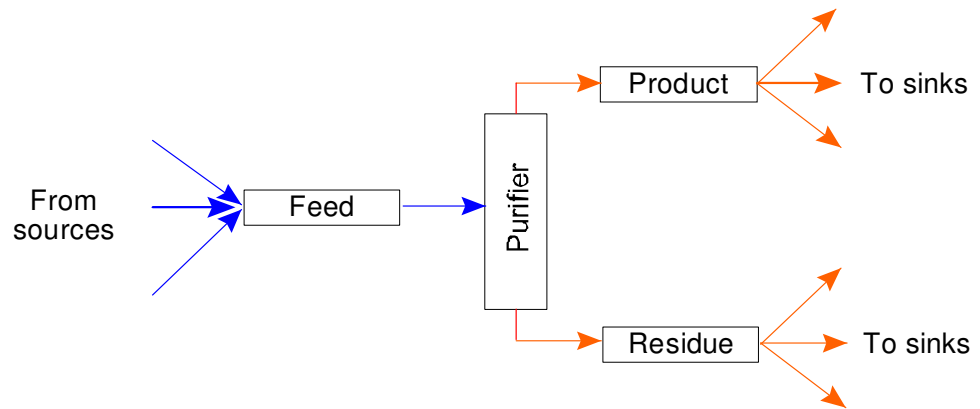 Product
To sinks
From
sources
Feed
Purifier
Residue
To sinks